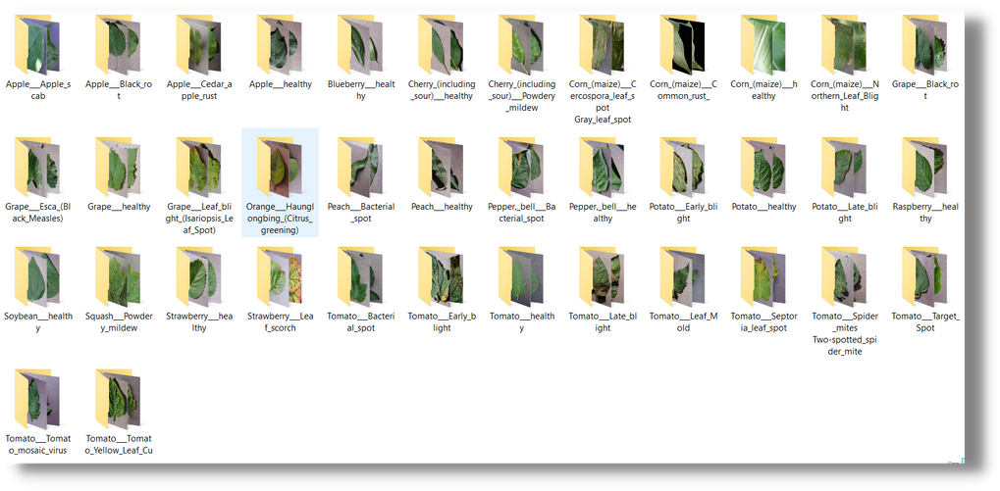 Apple___Apple_s
cab
Apple___Black_ro
t
Apple___Cedar_a
pple_rust
Apple___healthy
Blueberry___healt
hy
Cherry_(including
_sour)___healthy
Cherry_(including
_sour)___Powdery
_mildew
Corn_(maize)___C
ercospora_leaf_s
pot
Gray_leaf_spot
Corn_(maize)___C
ommon_rust_
Corn_(maize)___h
ealthy
Corn_(maize)___N
orthern_Leaf_Blig
ht
Grape___Black_ro
t
Grape___Esca_(Bl
ack_Measles)
Grape___healthy
Grape___Leaf_bli
ght_(Isariopsis_Le
af_Spot)
Orange___Haungl
ongbing_(Citrus_
greening)
Peach___Bacterial
_spot
Peach___healthy
Pepper,_bell___Ba
cterial_spot
Pepper,_bell___he
althy
Potato___Early_bli
ght
Potato___healthy
Potato___Late_bli
ght
Raspberry___heal
thy
Soybean___health
y
Squash___Powder
y_mildew
Strawberry___hea
lthy
Strawberry___Lea
f_scorch
Tomato___Bacteri
al_spot
Tomato___Early_b
light
Tomato___health
y
Tomato___Late_bl
ight
Tomato___Leaf_M
old
Tomato___Septor
ia_leaf_spot
Tomato___Spider
_mites
Two-spotted_spi
der_mite
Tomato___Target_
Spot
Tomato___Tomat
o_mosaic_virus
Tomato___Tomat
o_Yellow_Leaf_Cu